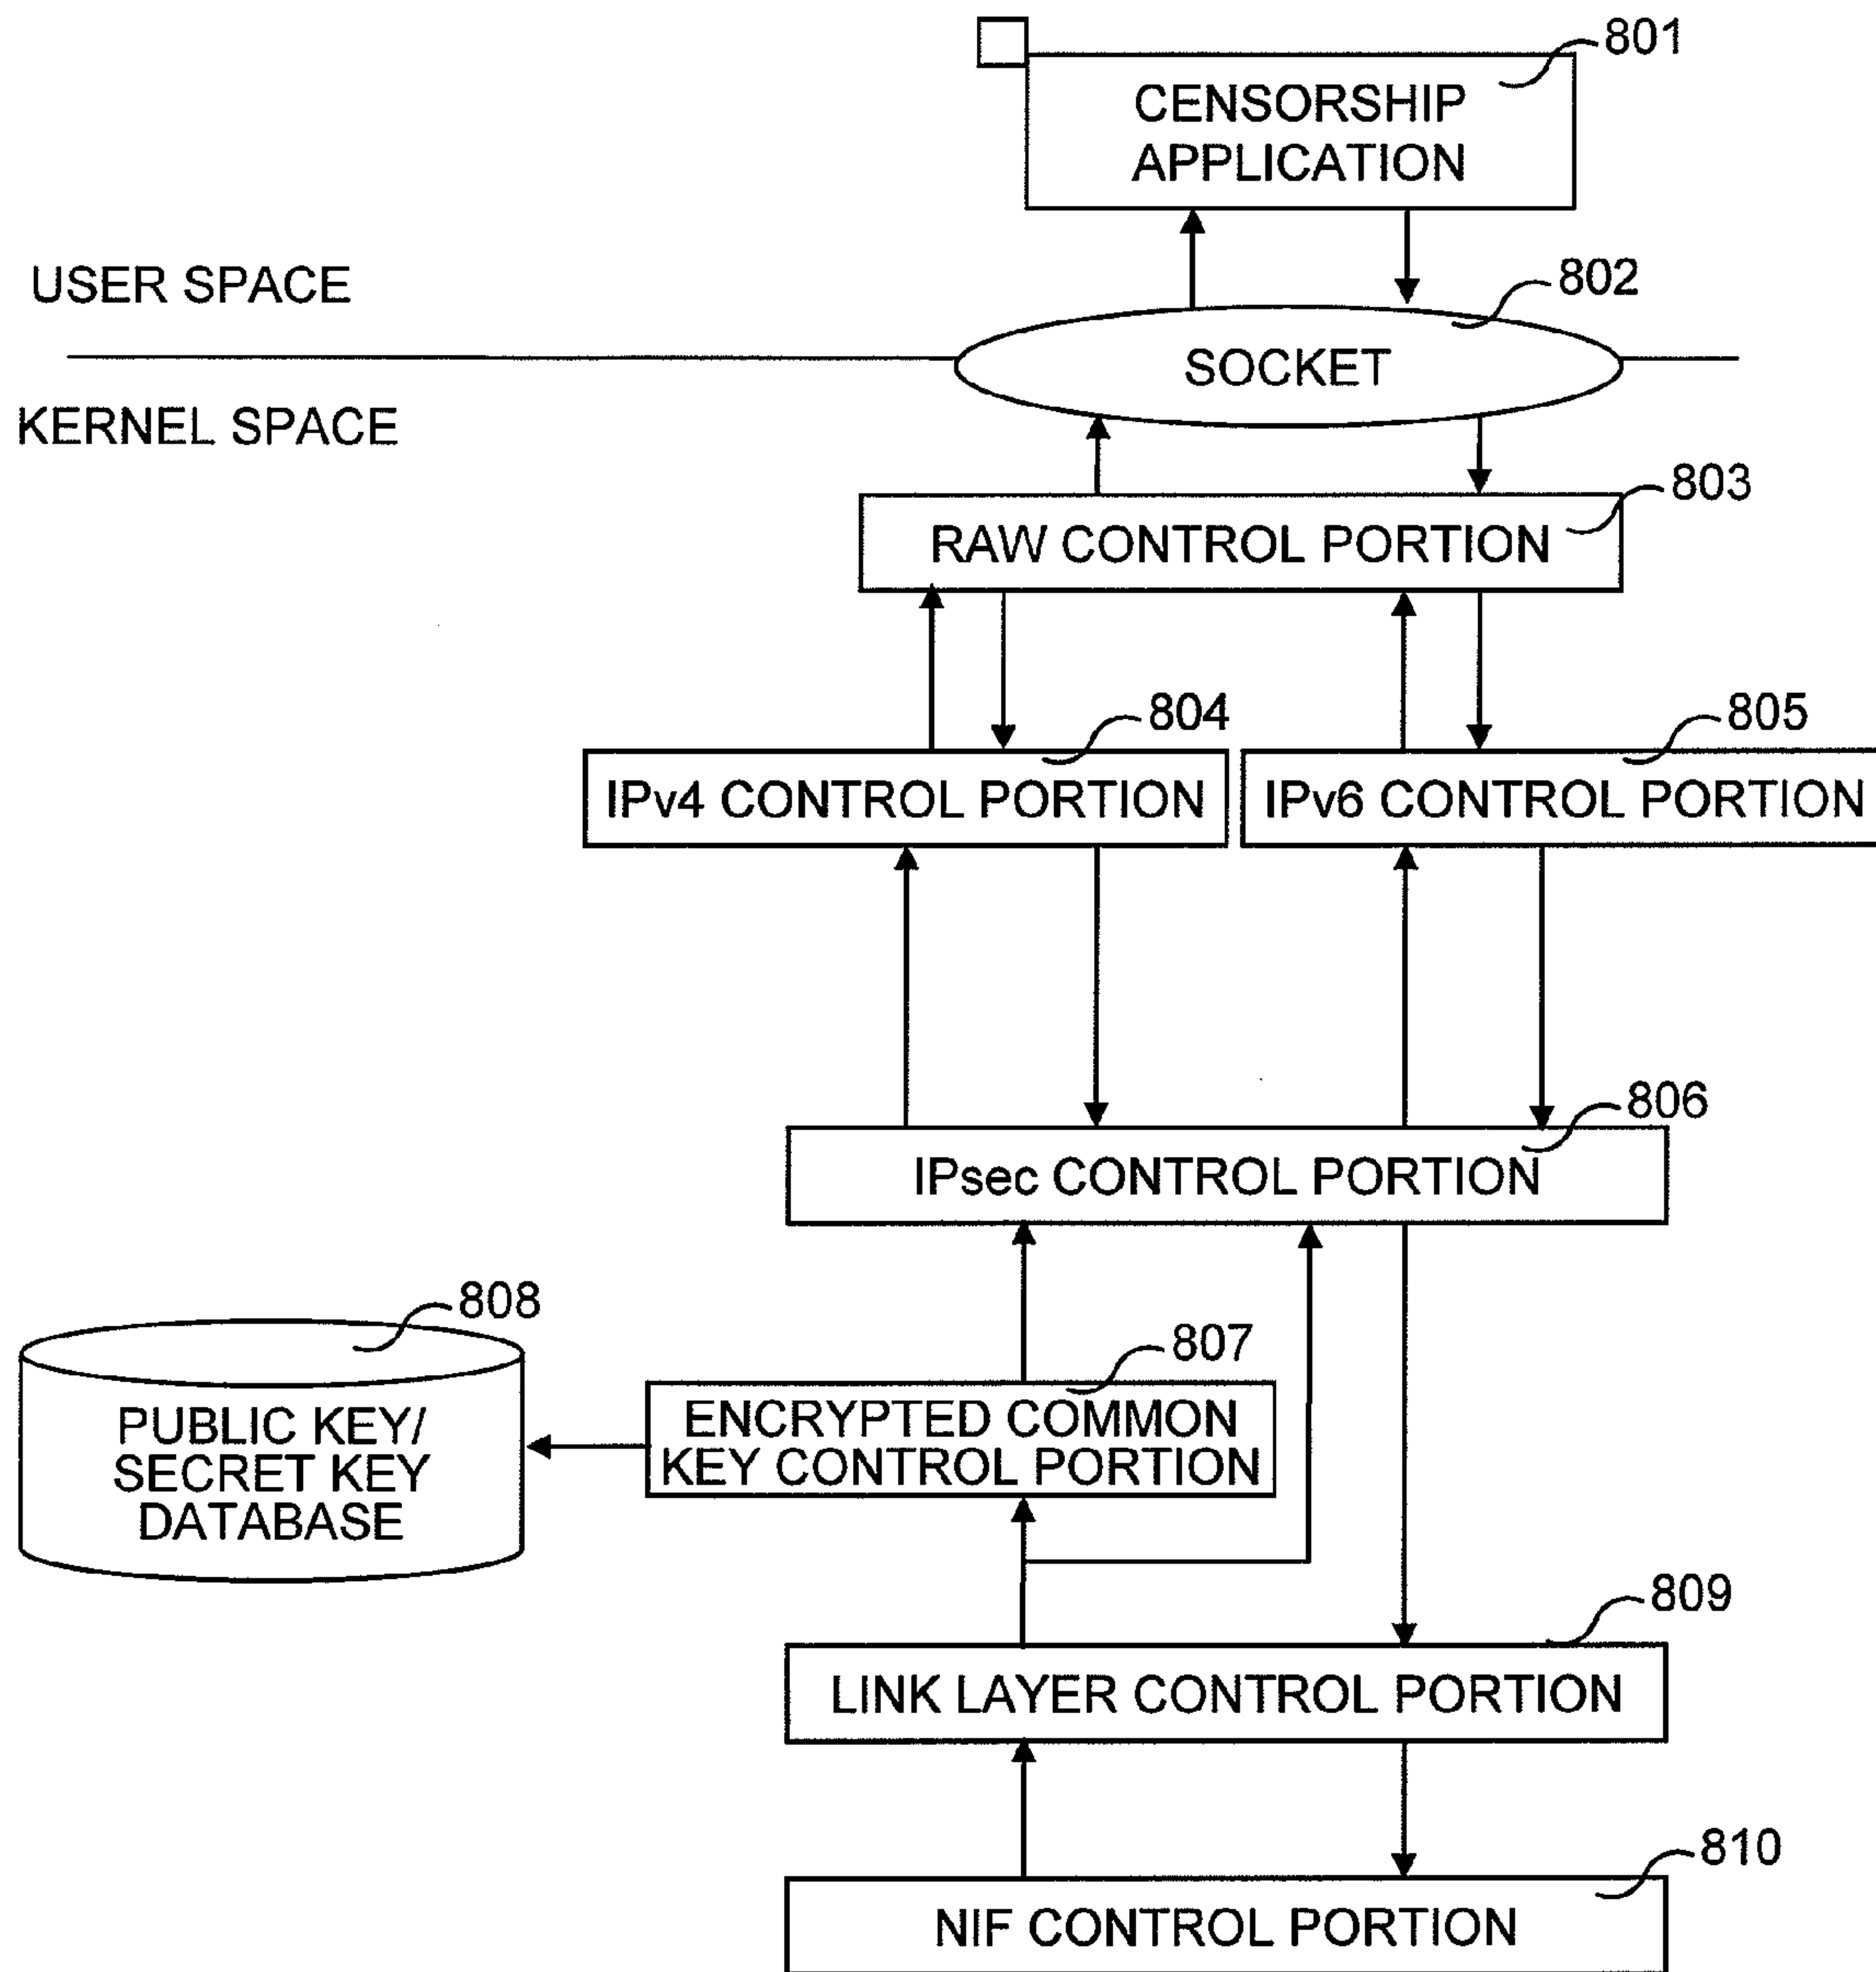 801
CENSORSHIP
APPLICATION
USER SPACE
802
SOCKET
KERNEL SPACE
803
RAW CONTROL PORTION
804
805
IPv4 CONTROL PORTION
IPv6 CONTROL PORTION
806
IPsec CONTROL PORTION
808
807
PUBLIC KEY/
SECRET KEY
DATABASE
ENCRYPTED COMMON
KEY CONTROL PORTION
809
LINK LAYER CONTROL PORTION
810
NIF CONTROL PORTION